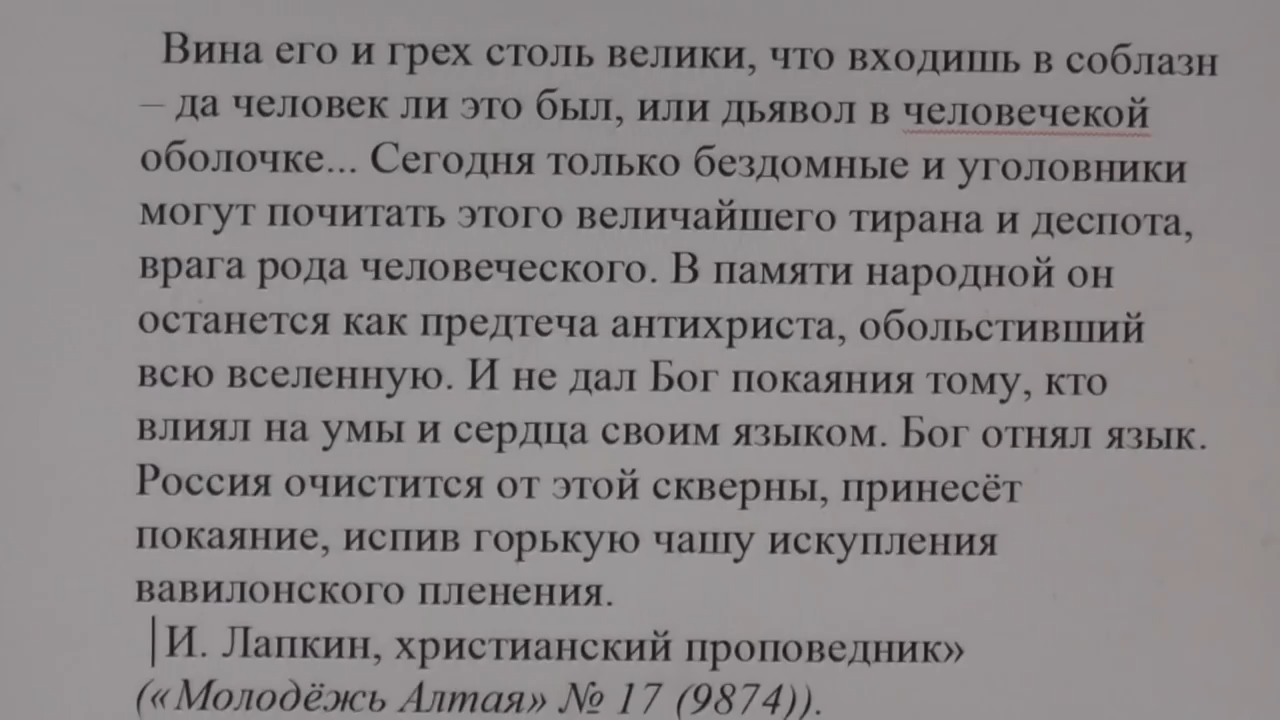 Вина его и грех столь велики, что входишь в соблазн
– да человек ли это был, или дьявол в человечекой
оболочке... Сегодня только бездомные и уголовники
могут почитать этого величайшего тирана и деспота,
врага рода человеческого. В памяти народной он
останется как предтеча антихриста, обольстивший
всю вселенную. И не дал Бог покаяния тому, кто
влиял на умы и сердца своим языком. Бог отнял язык.
Россия очистится от этой скверны, принесёт
покаяние, испив горькую чашу искупления
вавилонского пленения.
И. Лапкин, христианский проповедник»
(«Молодёжь Алтая» № 17 (9874)).